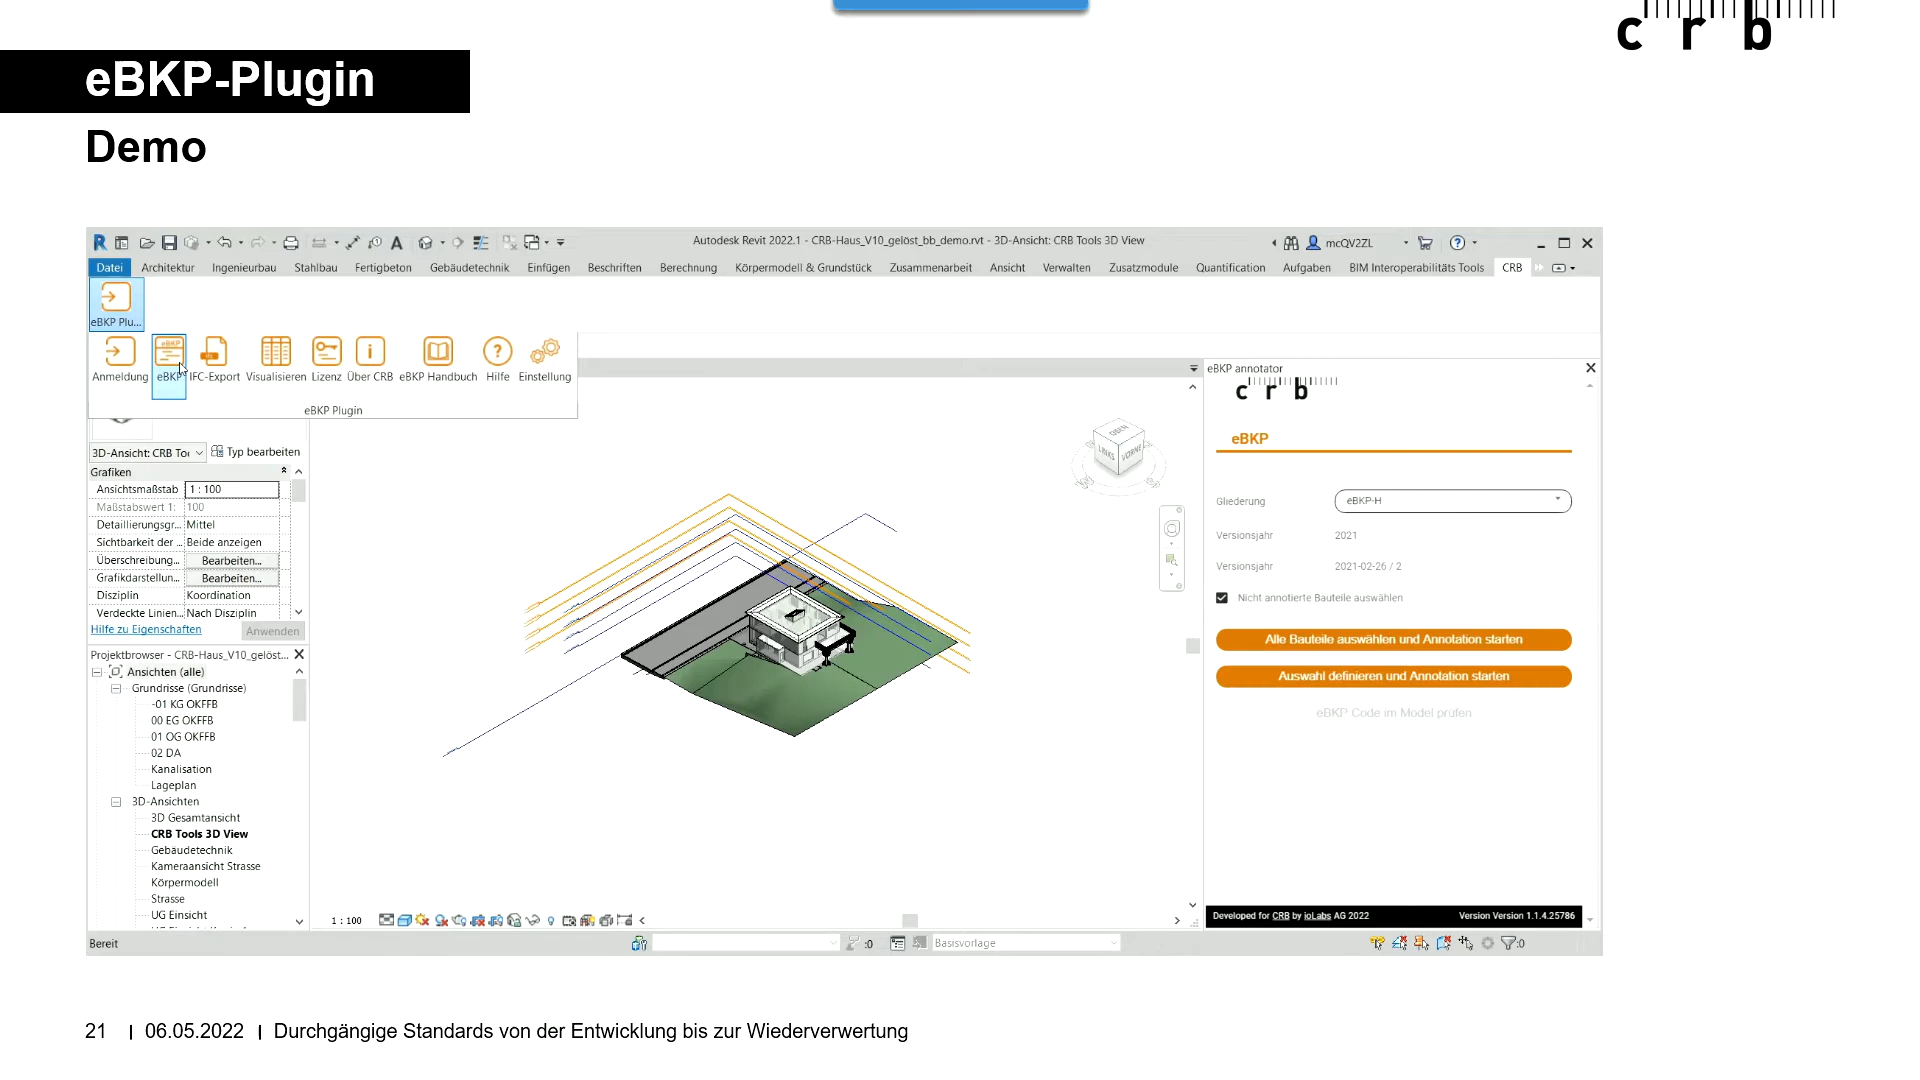 c r b
eBKP-Plugin
Demo
Autodesk Revit 2022.1 - CRB-Haus_V10_gelöst_bb_demo.rvt - 3D-Ansicht: CRB Tools 3D View
mcQV2ZL
Datei Architektur Ingenieurbau Stahlbau Fertigbeton Gebäudetechnik Einfügen Beschriften Berechnung Körpermodell & Grundstück Zusammenarbeit Ansicht Verwalten Zusatzmodule Quantification Aufgaben BIM Interoperabilitäts Tools CRB
eBKP Plu...
Anmeldung eBKP IFC-Export Visualisieren Lizenz Über CRB eBKP Handbuch Hilfe Einstellung
eBKP Plugin
3D-Ansicht: CRB Too Typ bearbeiten
Grafiken
Ansichtsmaßstab 1 : 100
Maßstabswert 1: 100
Detaillierungsgr... Mittel
Sichtbarkeit der ... Beide anzeigen
Überschreibung... Bearbeiten...
Grafikdarstellun... Bearbeiten...
Disziplin Koordination
Verdeckte Linien... Nach Disziplin
Hilfe zu Eigenschaften Anwenden
Projektbrowser - CRB-Haus_V10_gelöst...
Ansichten (alle)
Grundrisse (Grundrisse)
-01 KG OKFFB
00 EG OKFFB
01 OG OKFFB
02 DA
Kanalisation
Lageplan
3D-Ansichten
3D Gesamtansicht
CRB Tools 3D View
Gebäudetechnik
Kameraansicht Strasse
Körpermodell
Strasse
UG Einsicht
OBEN
LINKS VORNE
1 : 100
eBKP annotator
c r b
eBKP
Gliederung eBKP-H
Versionsjahr 2021
Versionsjahr 2021-02-26 / 2
Nicht annotierte Bauteile auswählen
Alle Bauteile auswählen und Annotation starten
Auswahl definieren und Annotation starten
eBKP Code im Model prüfen
Developed for CRB by ioLabs AG 2022 Version Version 1.1.4.25786
Bereit :0 Basisvorlage :0
21 | 06.05.2022 | Durchgängige Standards von der Entwicklung bis zur Wiederverwertung